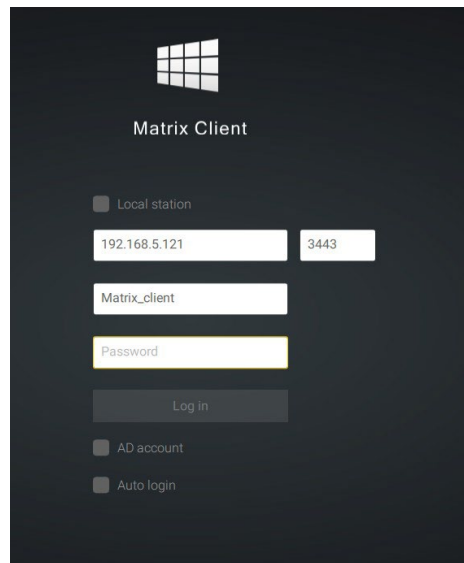 Matrix Client
Local station
192.168.5.121 3443
Matrix_client
Password
Log in
AD account
Auto login